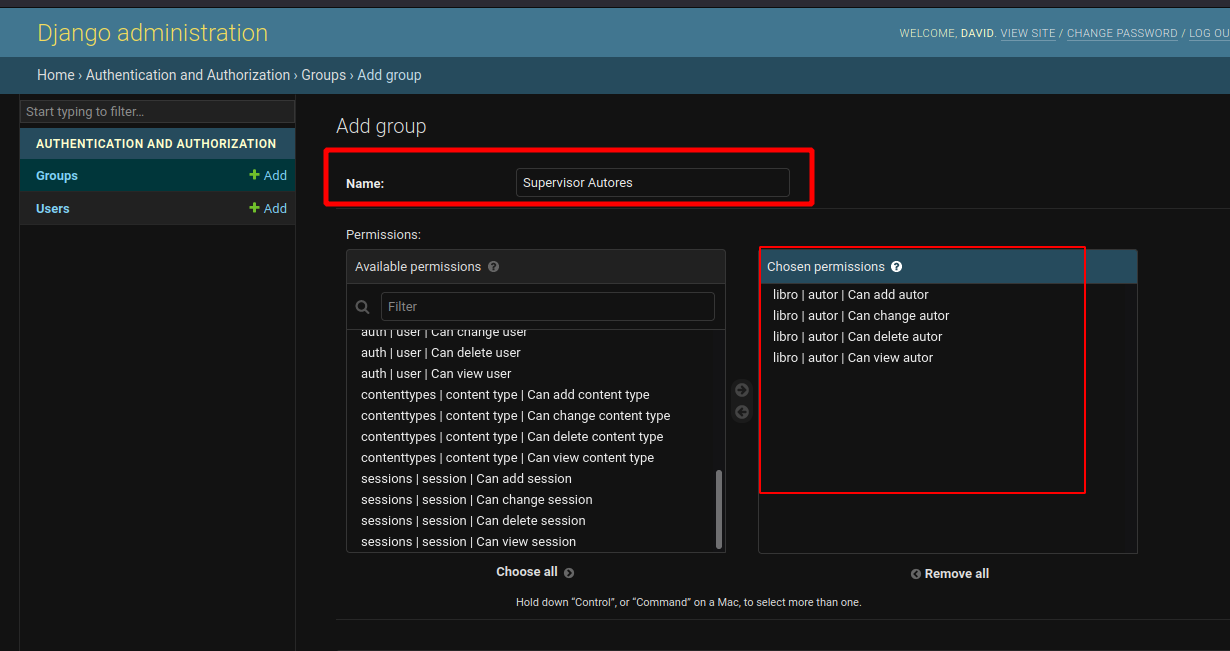 Django administration
WELCOME, DAVID. VIEW SITE / CHANGE PASSWORD / LOG OU
Home › Authentication and Authorization › Groups › Add group
Start typing to filter…
AUTHENTICATION AND AUTHORIZATION
Groups + Add
Users + Add
Add group
Name: Supervisor Autores
Permissions:
Available permissions ?
Filter
auth | user | Can change user
auth | user | Can delete user
auth | user | Can view user
contenttypes | content type | Can add content type
contenttypes | content type | Can change content type
contenttypes | content type | Can delete content type
contenttypes | content type | Can view content type
sessions | session | Can add session
sessions | session | Can change session
sessions | session | Can delete session
sessions | session | Can view session
Choose all
Chosen permissions ?
libro | autor | Can add autor
libro | autor | Can change autor
libro | autor | Can delete autor
libro | autor | Can view autor
Remove all
Hold down “Control”, or “Command” on a Mac, to select more than one.